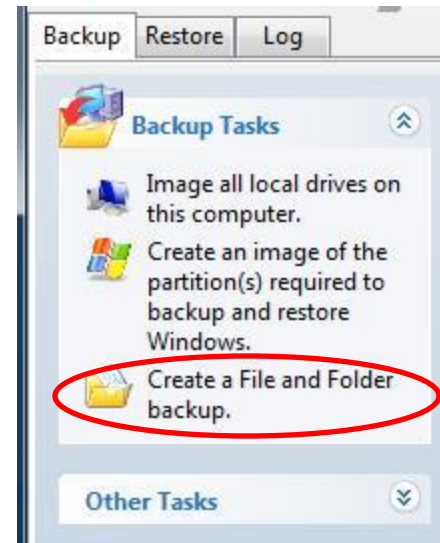 Backup Restore Log
Backup Tasks
Image all local drives on
this computer.
Create an image of the
partition(s) required to
backup and restore
Windows.
Create a File and Folder
backup.
Other Tasks